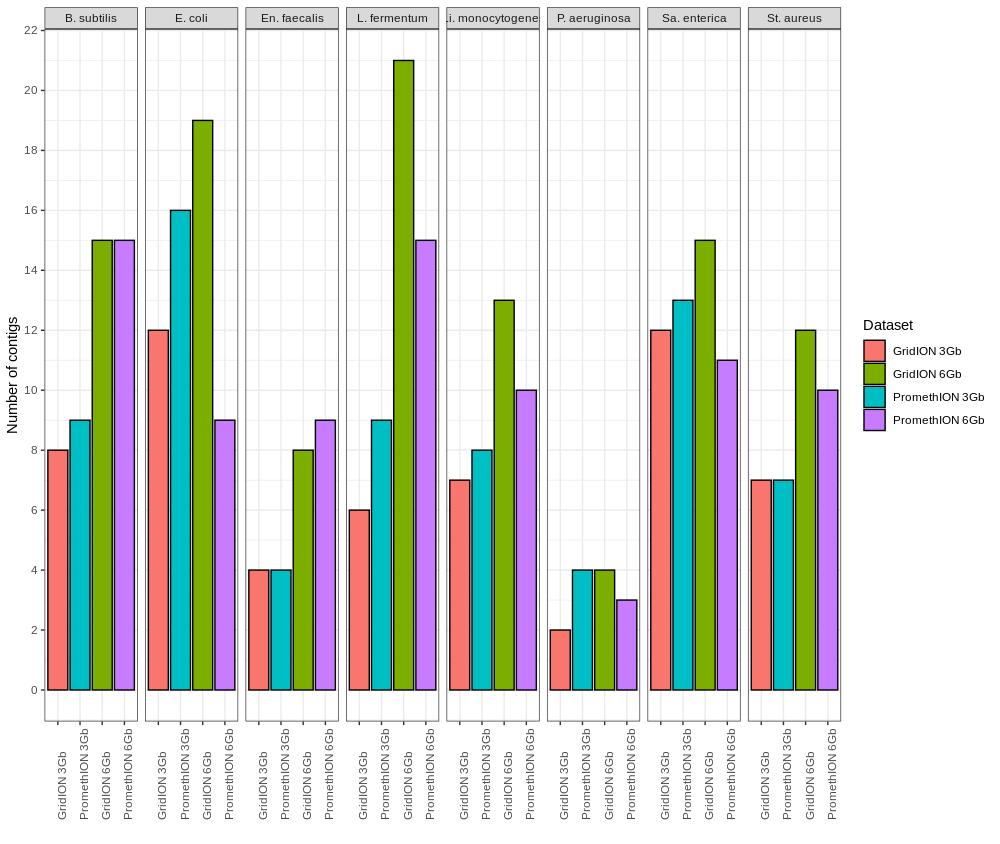 B. subtilis
E. coli
En. faecalis
L. fermentum
.i. monocytogene
P. aeruginosa
Sa. enterica
St. aureus
Number of contigs
22
20
18
16
14
12
10
8
6
4
2
0
GridION 3Gb
PromethION 3Gb
GridION 6Gb
PromethION 6Gb
GridION 3Gb
PromethION 3Gb
GridION 6Gb
PromethION 6Gb
GridION 3Gb
PromethION 3Gb
GridION 6Gb
PromethION 6Gb
GridION 3Gb
PromethION 3Gb
GridION 6Gb
PromethION 6Gb
GridION 3Gb
PromethION 3Gb
GridION 6Gb
PromethION 6Gb
GridION 3Gb
PromethION 3Gb
GridION 6Gb
PromethION 6Gb
GridION 3Gb
PromethION 3Gb
GridION 6Gb
PromethION 6Gb
GridION 3Gb
PromethION 3Gb
GridION 6Gb
PromethION 6Gb
Dataset
GridION 3Gb
GridION 6Gb
PromethION 3Gb
PromethION 6Gb